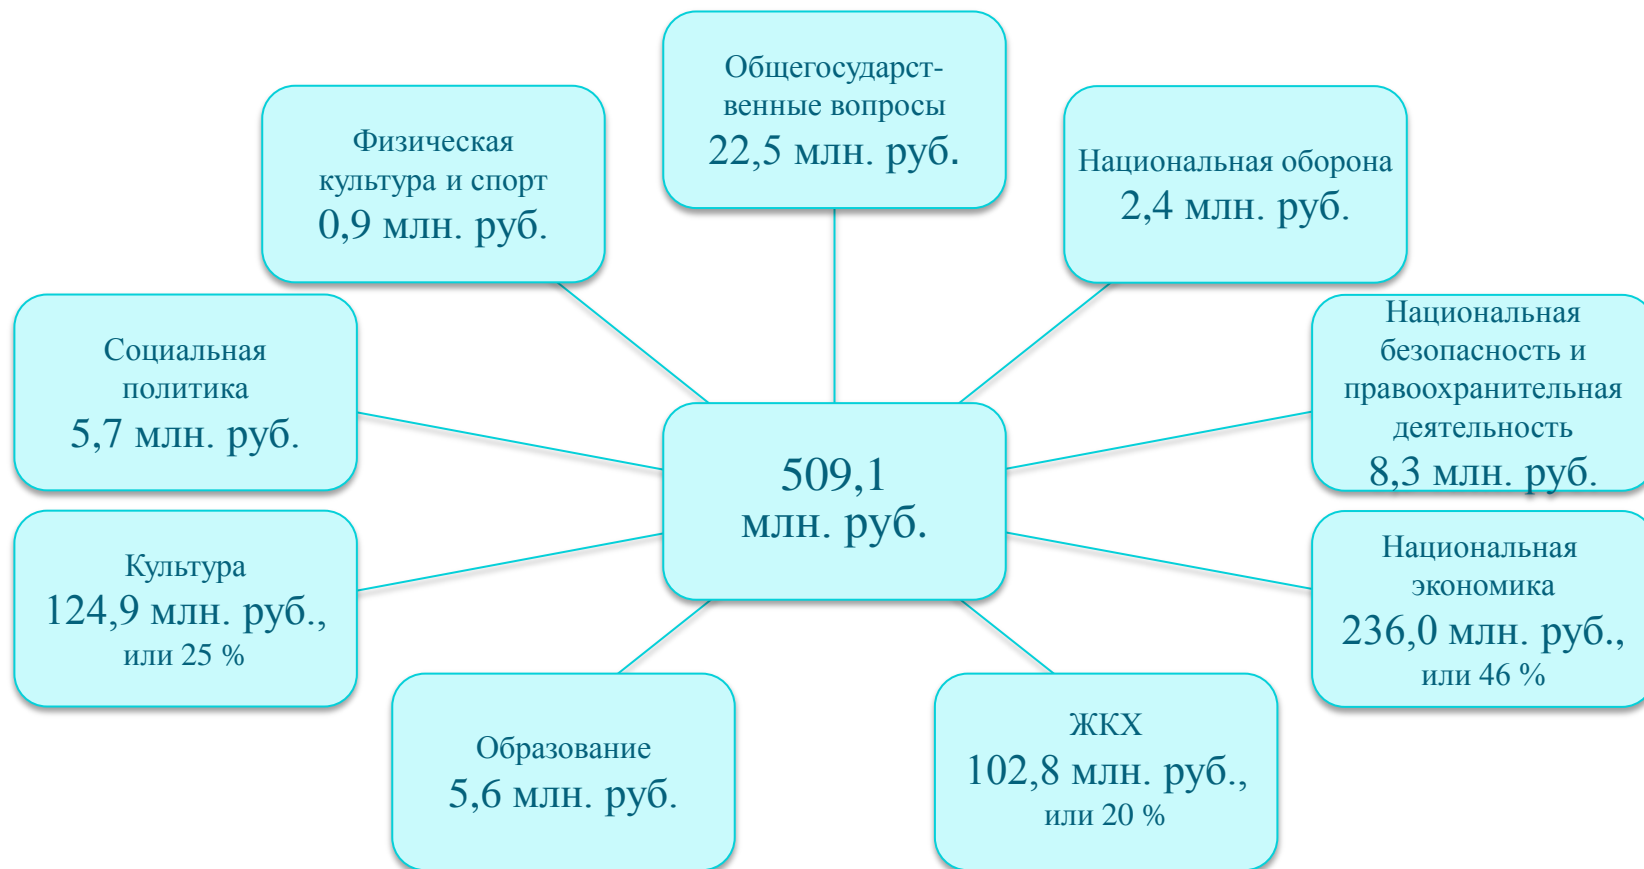 Общегосударст-
венные вопросы
22,5 млн. руб.
Национальная оборона
2,4 млн. руб.
Национальная
безопасность и
правоохранительная
деятельность
8,3 млн. руб.
Национальная
экономика
236,0 млн. руб.,
или 46 %
ЖКХ
102,8 млн. руб.,
или 20 %
Образование
5,6 млн. руб.
Культура
124,9 млн. руб.,
или 25 %
Социальная
политика
5,7 млн. руб.
Физическая
культура и спорт
0,9 млн. руб.
509,1
млн. руб.